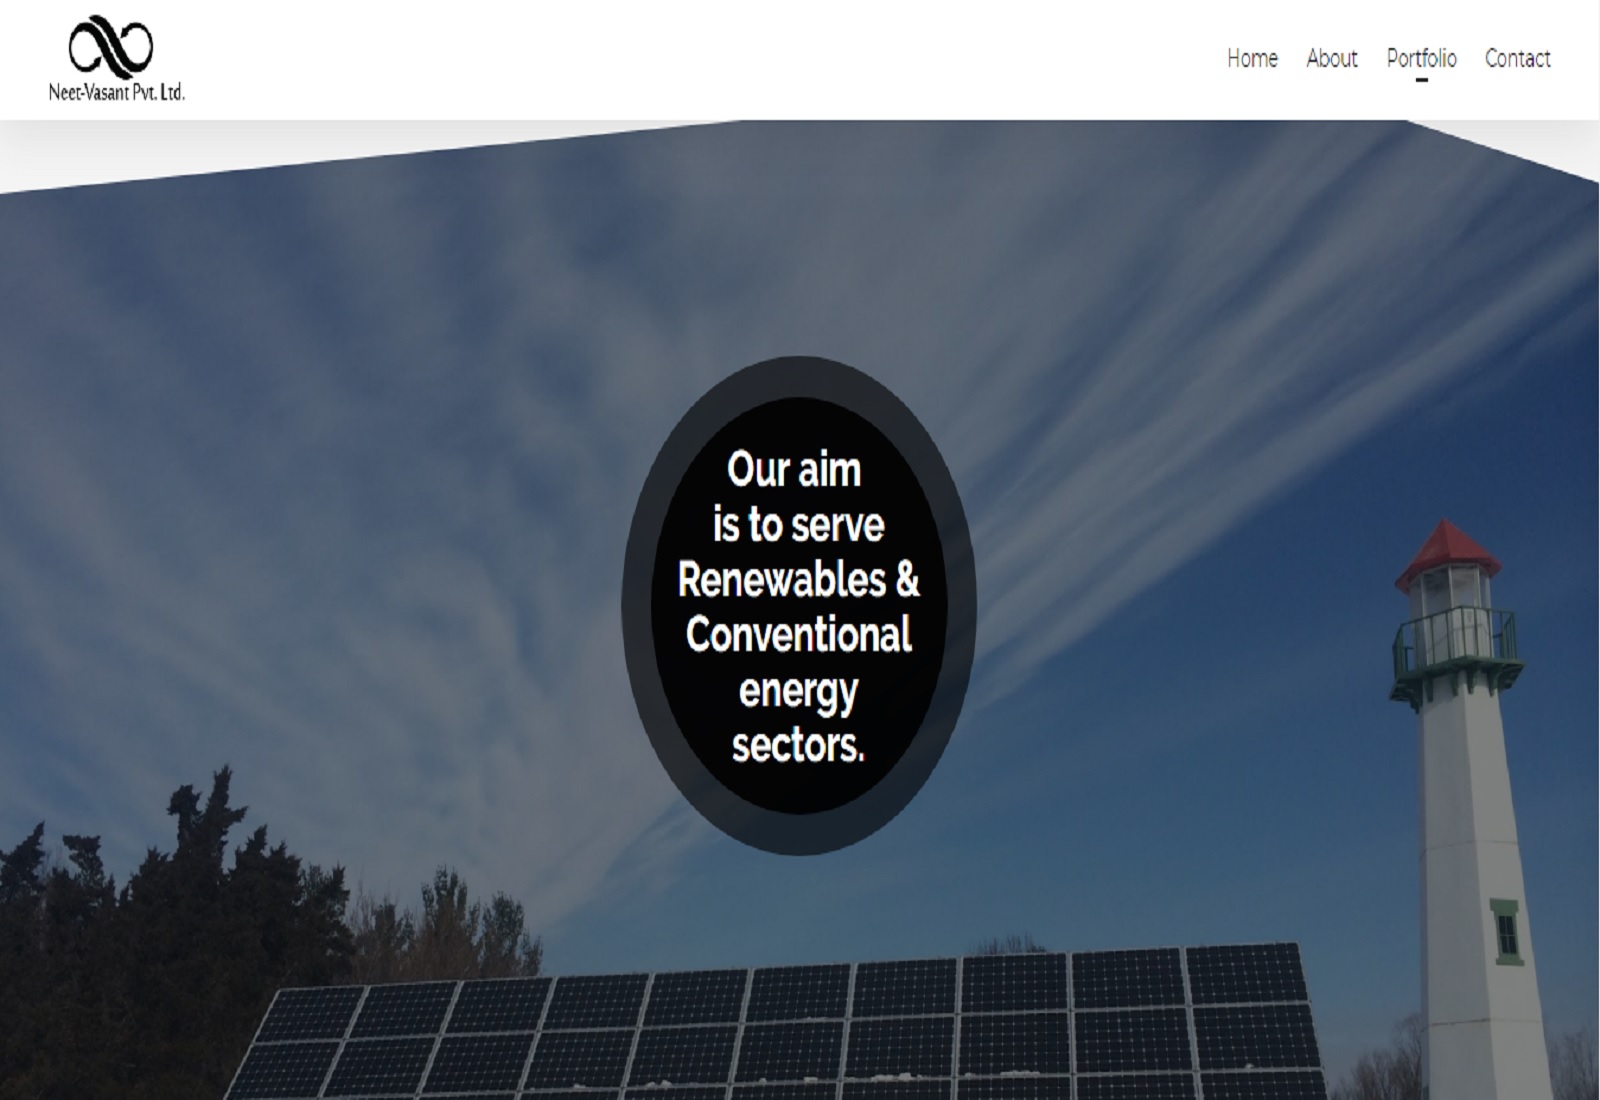 Neet-Vasant Pvt. Ltd.
Home About Portfolio Contact
Our aim
is to serve
Renewables &
Conventional
energy
sectors.